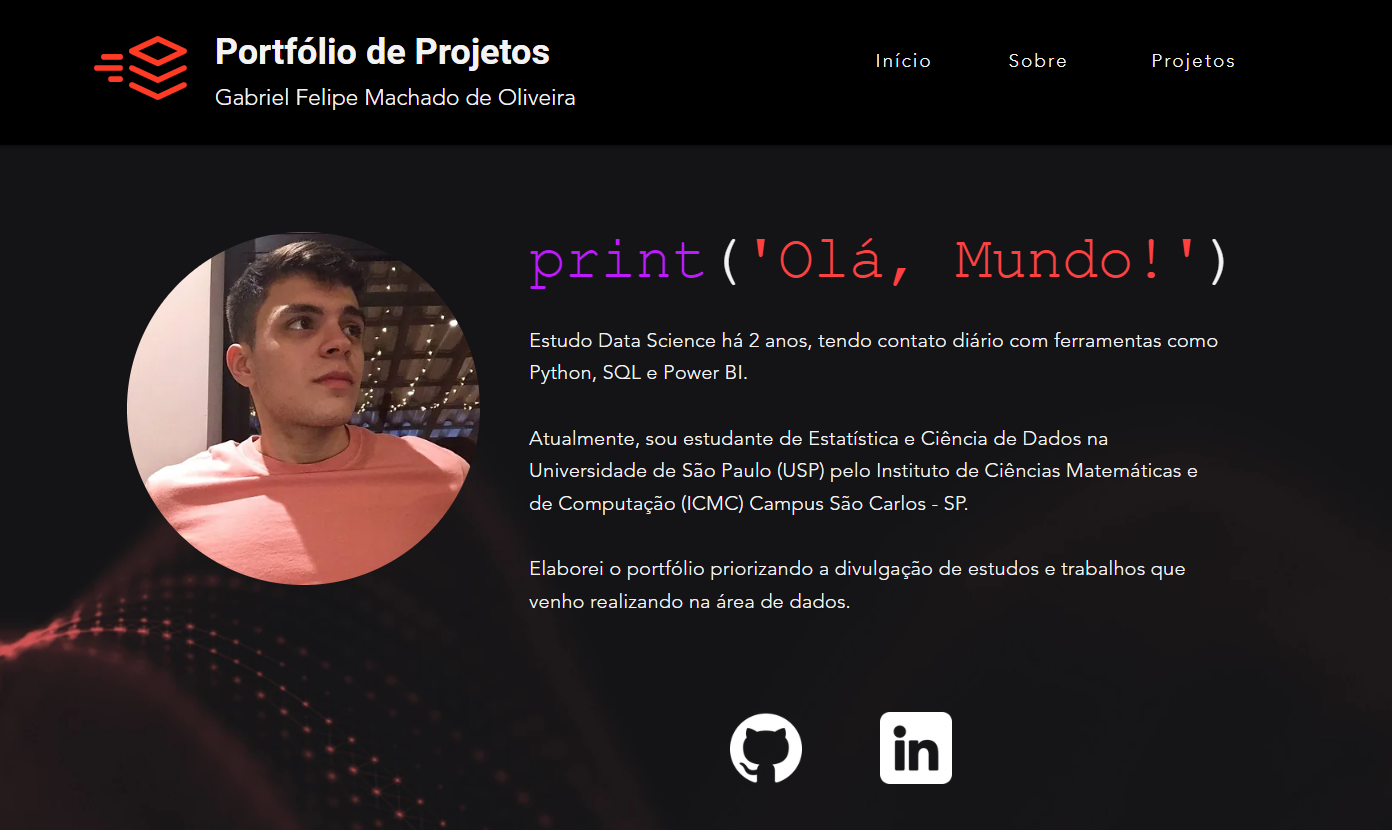 Portfólio de Projetos
Gabriel Felipe Machado de Oliveira
Início
Sobre
Projetos
print('Olá, Mundo!')
Estudo Data Science há 2 anos, tendo contato diário com ferramentas como
Python, SQL e Power BI.
Atualmente, sou estudante de Estatística e Ciência de Dados na
Universidade de São Paulo (USP) pelo Instituto de Ciências Matemáticas e
de Computação (ICMC) Campus São Carlos - SP.
Elaborei o portfólio priorizando a divulgação de estudos e trabalhos que
venho realizando na área de dados.
in